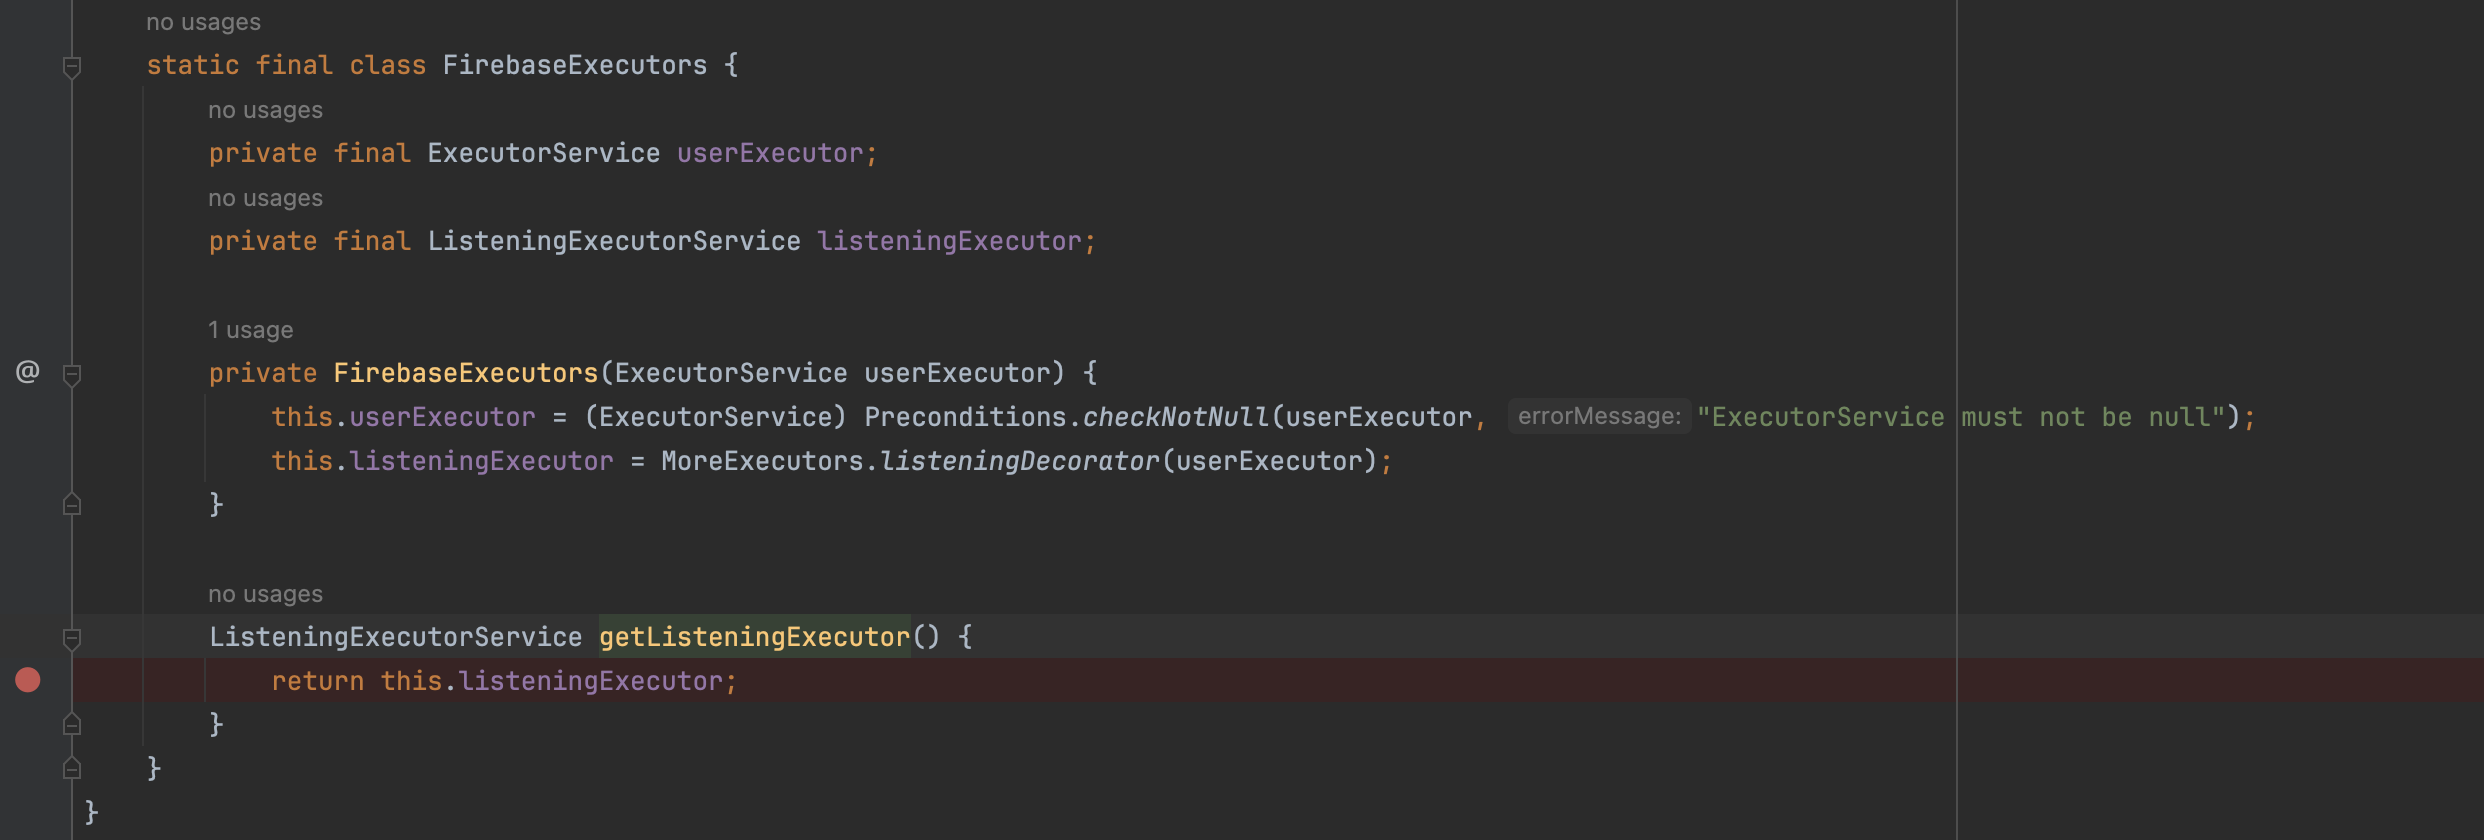 no usages
static final class FirebaseExecutors {
no usages
private final ExecutorService userExecutor;
no usages
private final ListeningExecutorService listeningExecutor;
1 usage
@ private FirebaseExecutors(ExecutorService userExecutor) {
this.userExecutor = (ExecutorService) Preconditions.checkNotNull(userExecutor, errorMessage: "ExecutorService must not be null");
this.listeningExecutor = MoreExecutors.listeningDecorator(userExecutor);
}
no usages
ListeningExecutorService getListeningExecutor() {
return this.listeningExecutor;
}
}
}